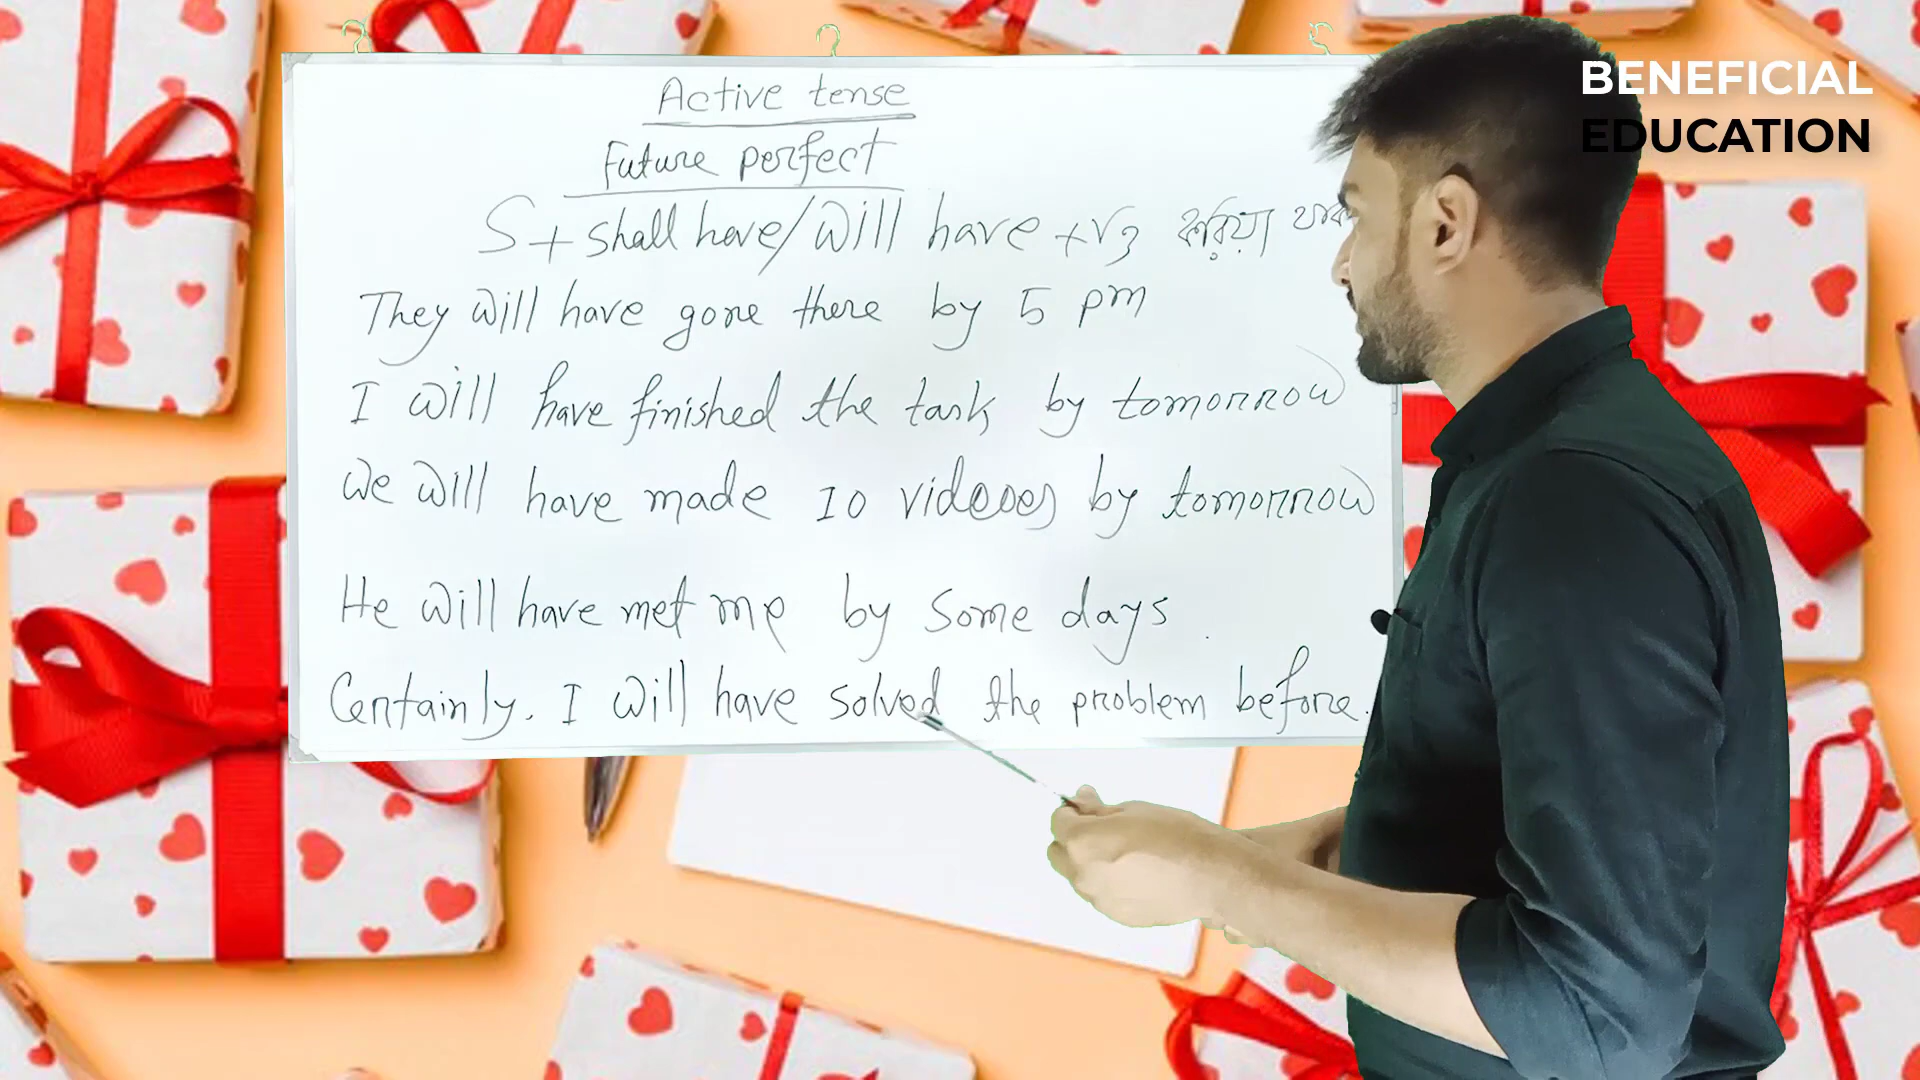 BENEFICIAL
EDUCATION
Active tense
Future perfect
S + shall have/will have + V3 করিয়া
They will have gone there by 5 pm
I will have finished the task by tomorrow
We will have made 10 videoes by tomorrow
He will have met me by some days.
Certainly. I will have solved the problem before.